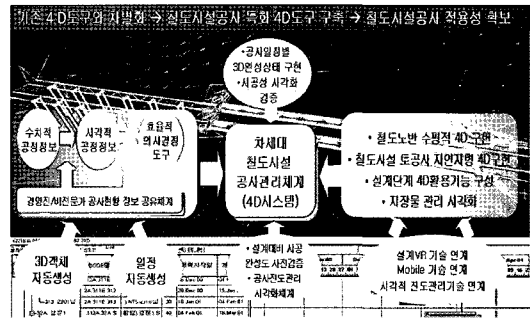 기존 4D도구와 차별화 → 철도시설공사 특화 4D도구 구축 → 철도시설공사 적용성 확보
•공사일정별
3D완성상태 구현
•시공성 시각화
검증
수치적
공정정보
시각적
공정정보
효율적
의사결정
도구
경영진/비전문가 공사현황 정보 공유체계
차세대
철도시설
공사관리체계
(4D시스템)
• 철도노반 수평적 4D구현
• 철도시설 토공사, 자연지형 4D구현
• 설계단계 4D활용기능 구성
• 지장물 관리 시각화
3D객체
자동생성
일정
자동생성
• 설계대비 시공
완성도 사전검증
• 공사진도관리
시각화체계
설계VR 기술 연계
Mobile 기술 연계
시각적 진도관리기술 연계